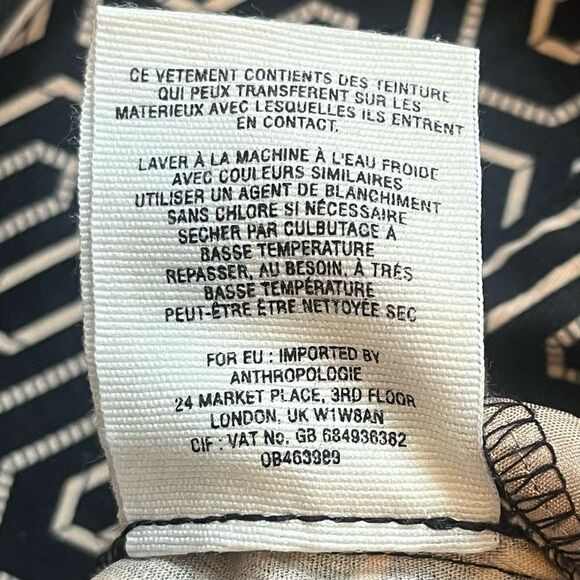 CE VETEMENT CONTIENTS DES TEINTURE
QUI PEUX TRANSFERENT SUR LES
MATERIEUX AVEC LESQUELLES ILS ENTRENT
EN CONTACT.
LAVER À LA MACHINE À L'EAU FROIDE
AVEC COULEURS SIMILAIRES
UTILISER UN AGENT DE BLANCHIMENT
SANS CHLORE SI NÉCESSAIRE
SECHER PAR CULBUTAGE A
BASSE TEMPERATURE
REPASSER, AU BESOIN, À TRÉS
BASSE TEMPÉRATURE
PEUT-ÊTRE ÊTRE NETTOYÉE SEC
FOR EU : IMPORTED BY
ANTHROPOLOGIE
24 MARKET PLACE, 3RD FLOOR
LONDON, UK W1W8AN
CIF : VAT No, GB 684936382
OB463989